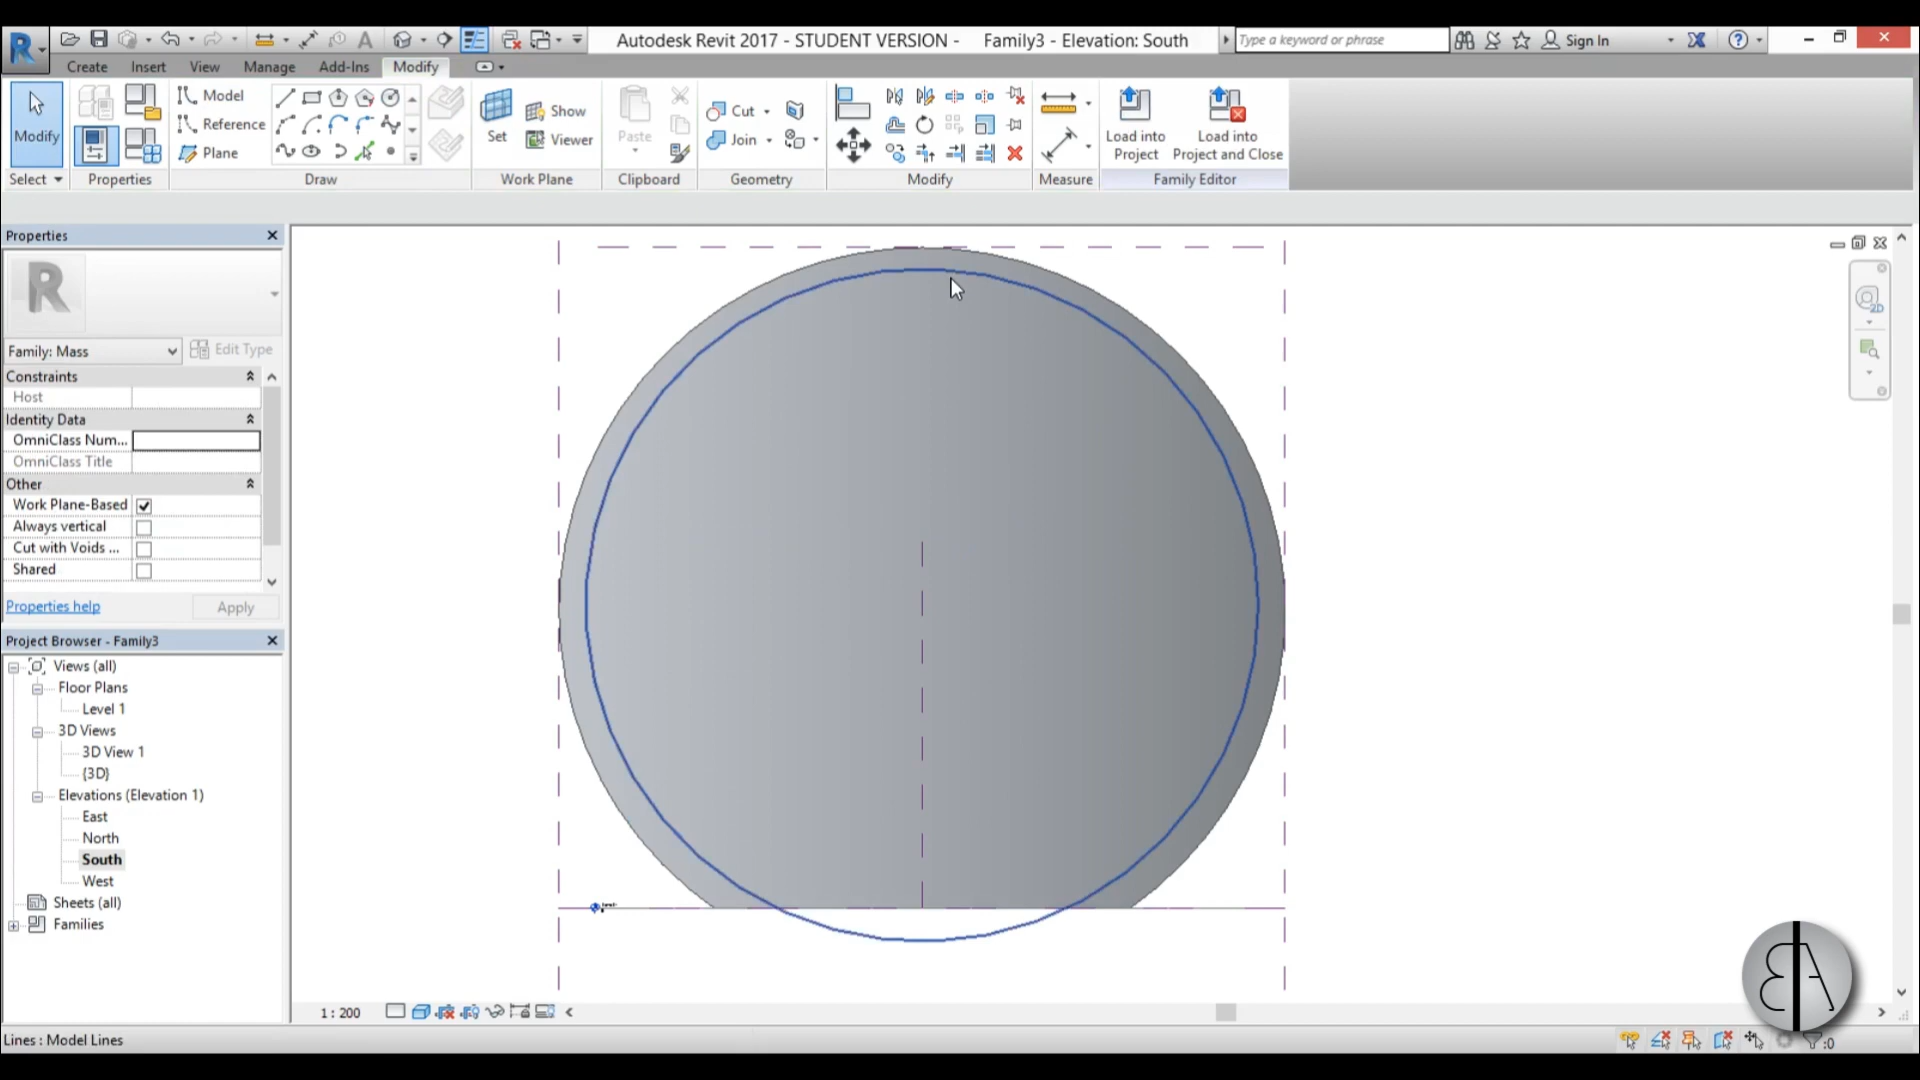 Autodesk Revit 2017 - STUDENT VERSION - Family3 - Elevation: South
Type a keyword or phrase
Sign In
Create Insert View Manage Add-Ins Modify
Modify
Select
Properties
Model
Reference
Plane
Draw
Set
Show
Viewer
Work Plane
Paste
Clipboard
Cut
Join
Geometry
Modify
Measure
Load into Project
Load into Project and Close
Family Editor
Properties
R
Family: Mass
Edit Type
Constraints
Host
Identity Data
OmniClass Num...
OmniClass Title
Other
Work Plane-Based
Always vertical
Cut with Voids ...
Shared
Properties help
Apply
Project Browser - Family3
Views (all)
Floor Plans
Level 1
3D Views
3D View 1
{3D}
Elevations (Elevation 1)
East
North
South
West
Sheets (all)
Families
2D
1 : 200
Lines : Model Lines
:0